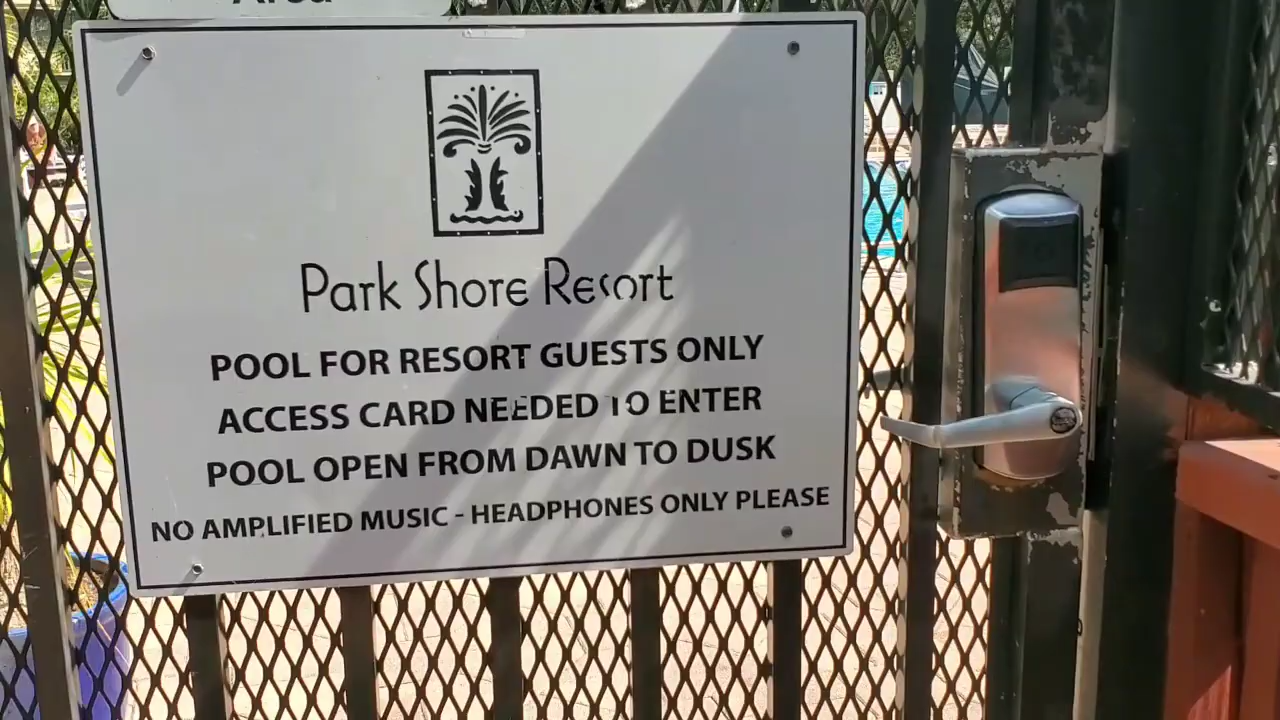 Area
Park Shore Resort
POOL FOR RESORT GUESTS ONLY
ACCESS CARD NEEDED TO ENTER
POOL OPEN FROM DAWN TO DUSK
NO AMPLIFIED MUSIC - HEADPHONES ONLY PLEASE